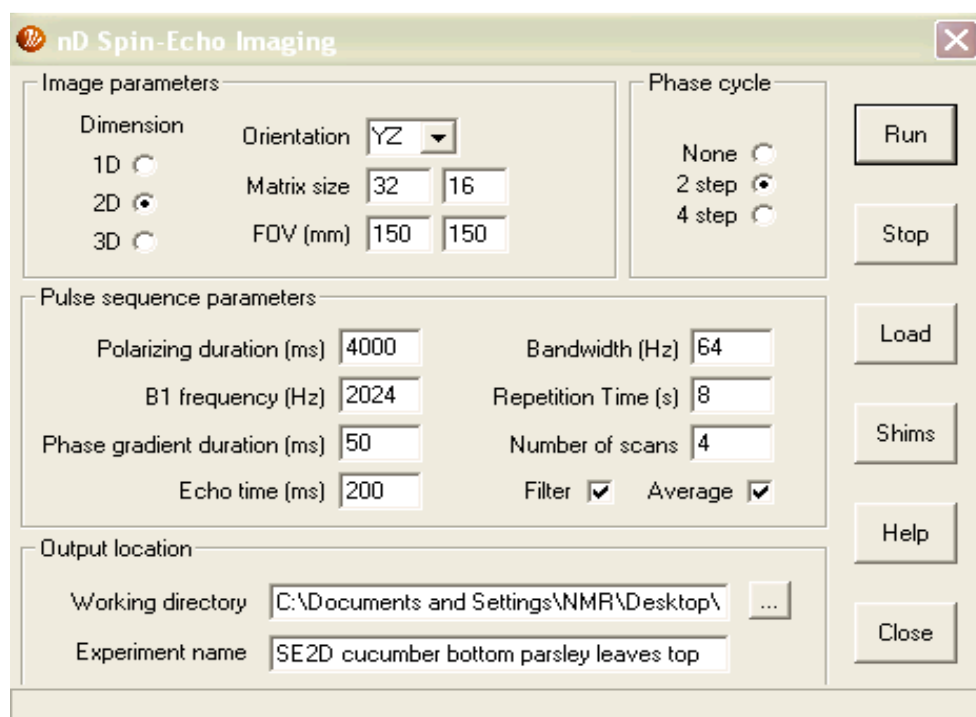 nD Spin-Echo Imaging
Image parameters
Dimension
1D
2D
3D
Orientation YZ
Matrix size 32 16
FOV (mm) 150 150
Phase cycle
None
2 step
4 step
Pulse sequence parameters
Polarizing duration (ms) 4000
B1 frequency (Hz) 2024
Phase gradient duration (ms) 50
Echo time (ms) 200
Bandwidth (Hz) 64
Repetition Time (s) 8
Number of scans 4
Filter Average
Output location
Working directory C:\Documents and Settings\NMR\Desktop\ ...
Experiment name SE2D cucumber bottom parsley leaves top
Run
Stop
Load
Shims
Help
Close